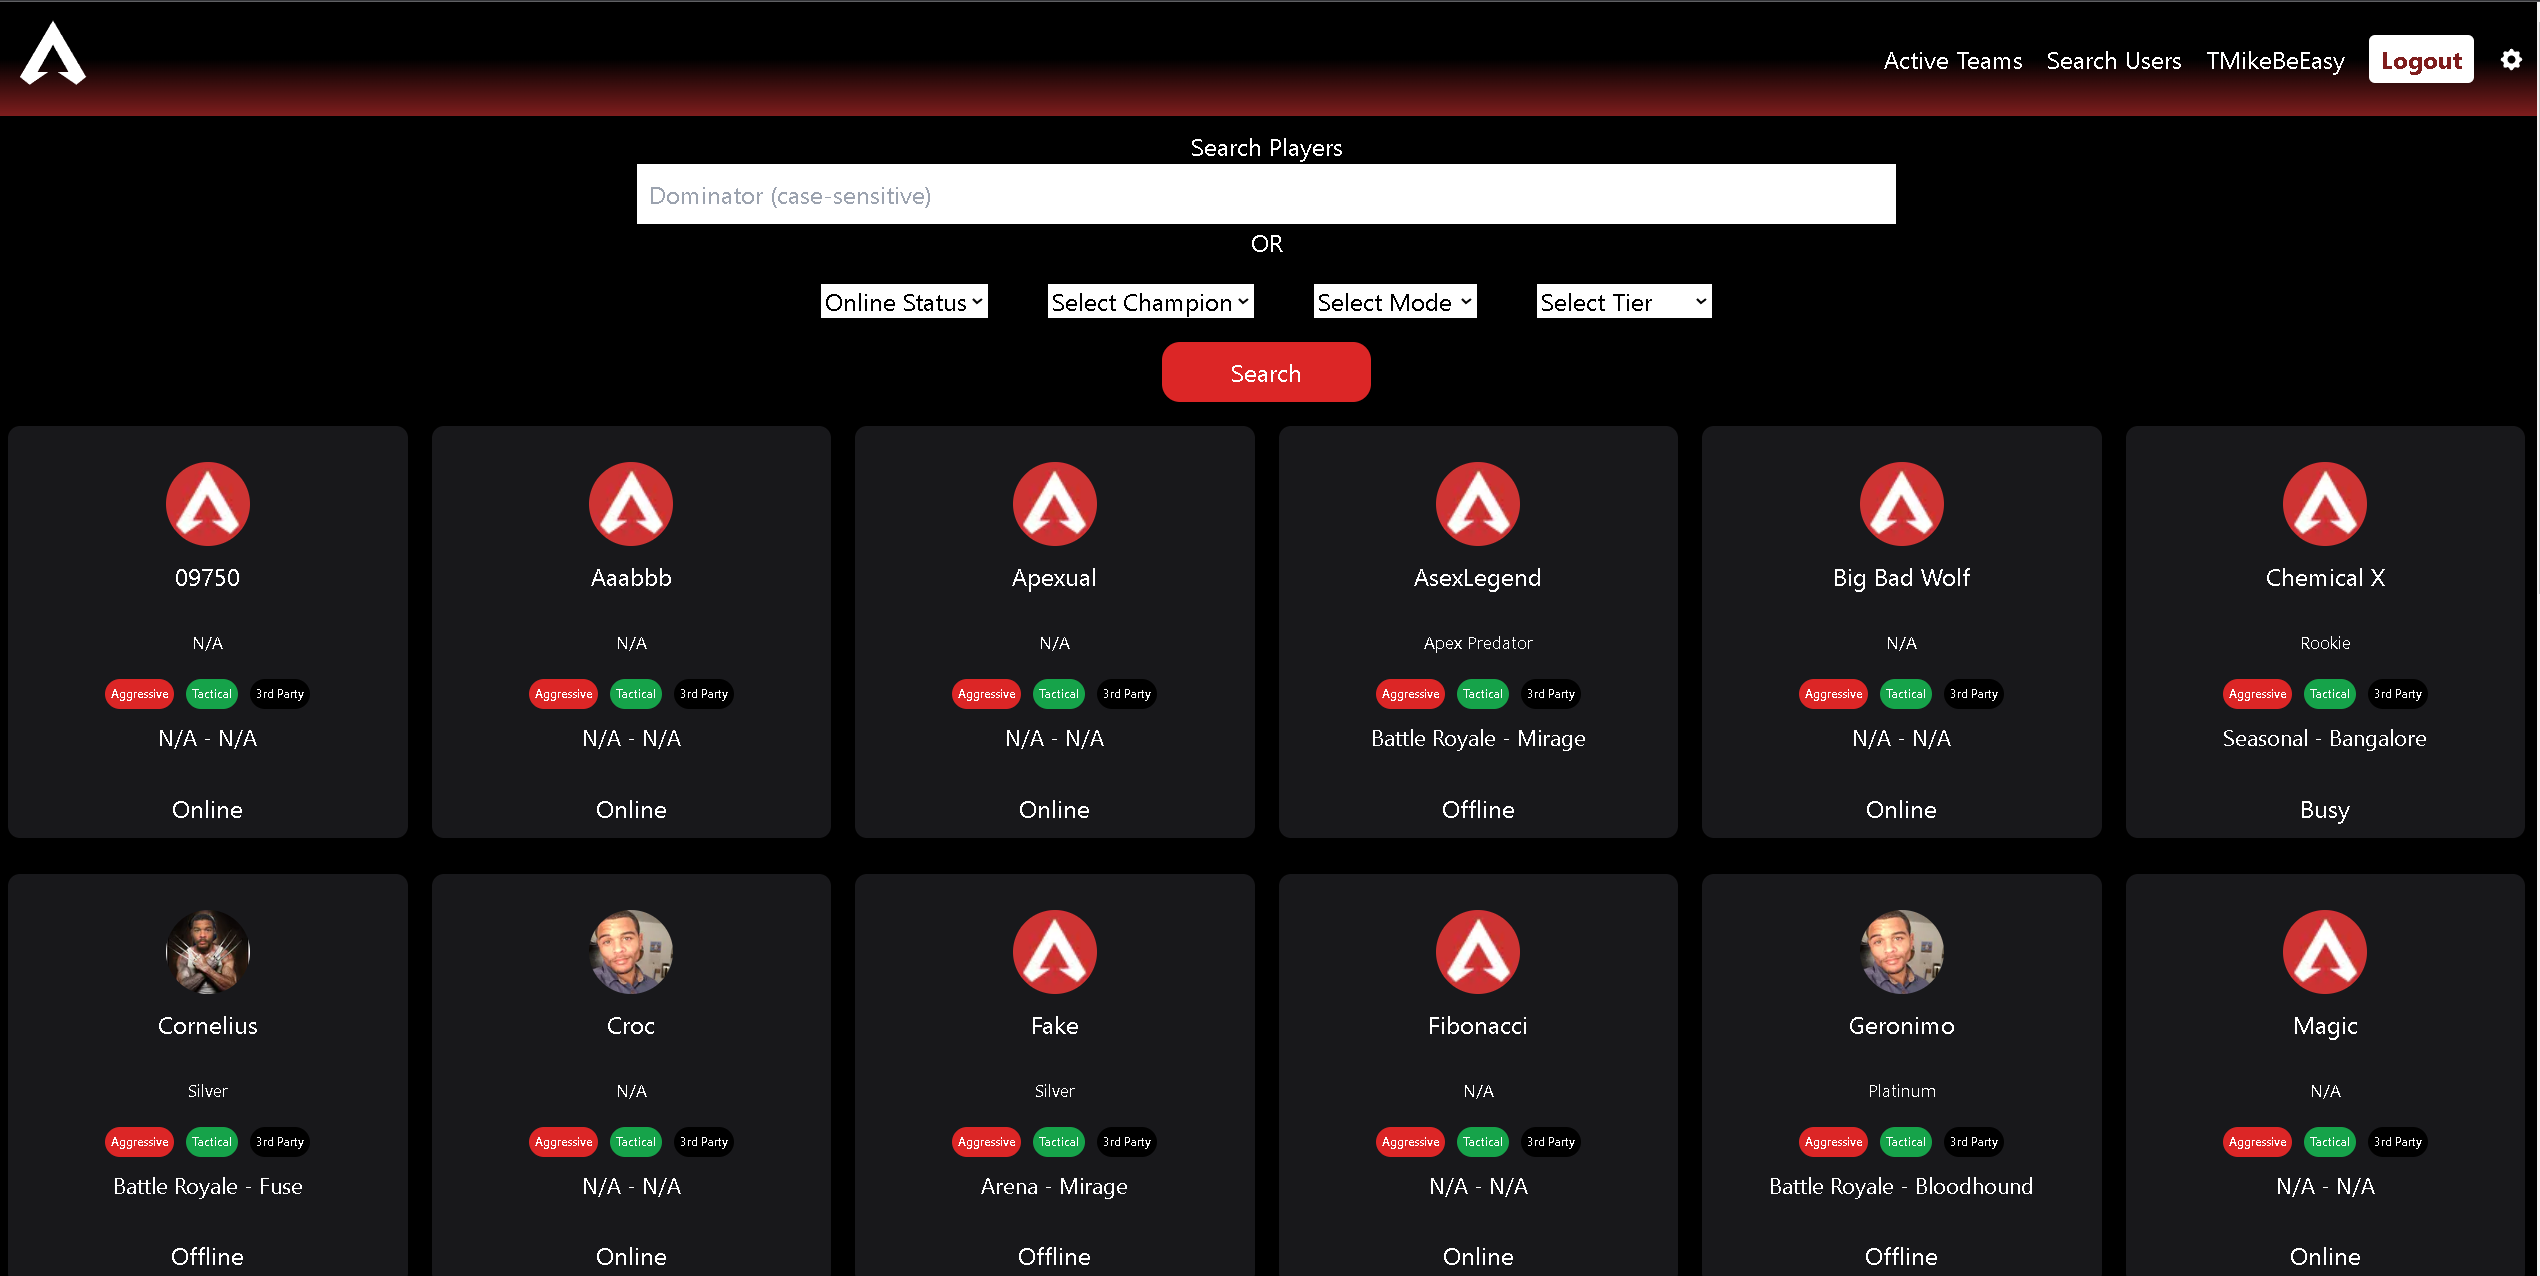 Active Teams Search Users TMikeBeEasy Logout
Search Players
Dominator (case-sensitive)
OR
Online Status Select Champion Select Mode Select Tier
Search
09750 Aaabbb Apexual AsexLegend Big Bad Wolf Chemical X
N/A N/A N/A Apex Predator N/A Rookie
Aggressive Tactical 3rd Party Aggressive Tactical 3rd Party Aggressive Tactical 3rd Party Aggressive Tactical 3rd Party Aggressive Tactical 3rd Party Aggressive Tactical 3rd Party
N/A - N/A N/A - N/A N/A - N/A Battle Royale - Mirage N/A - N/A Seasonal - Bangalore
Online Online Online Offline Online Busy
Cornelius Croc Fake Fibonacci Geronimo Magic
Silver N/A Silver N/A Platinum N/A
Aggressive Tactical 3rd Party Aggressive Tactical 3rd Party Aggressive Tactical 3rd Party Aggressive Tactical 3rd Party Aggressive Tactical 3rd Party Aggressive Tactical 3rd Party
Battle Royale - Fuse N/A - N/A Arena - Mirage N/A - N/A Battle Royale - Bloodhound N/A - N/A
Offline Online Offline Online Offline Online